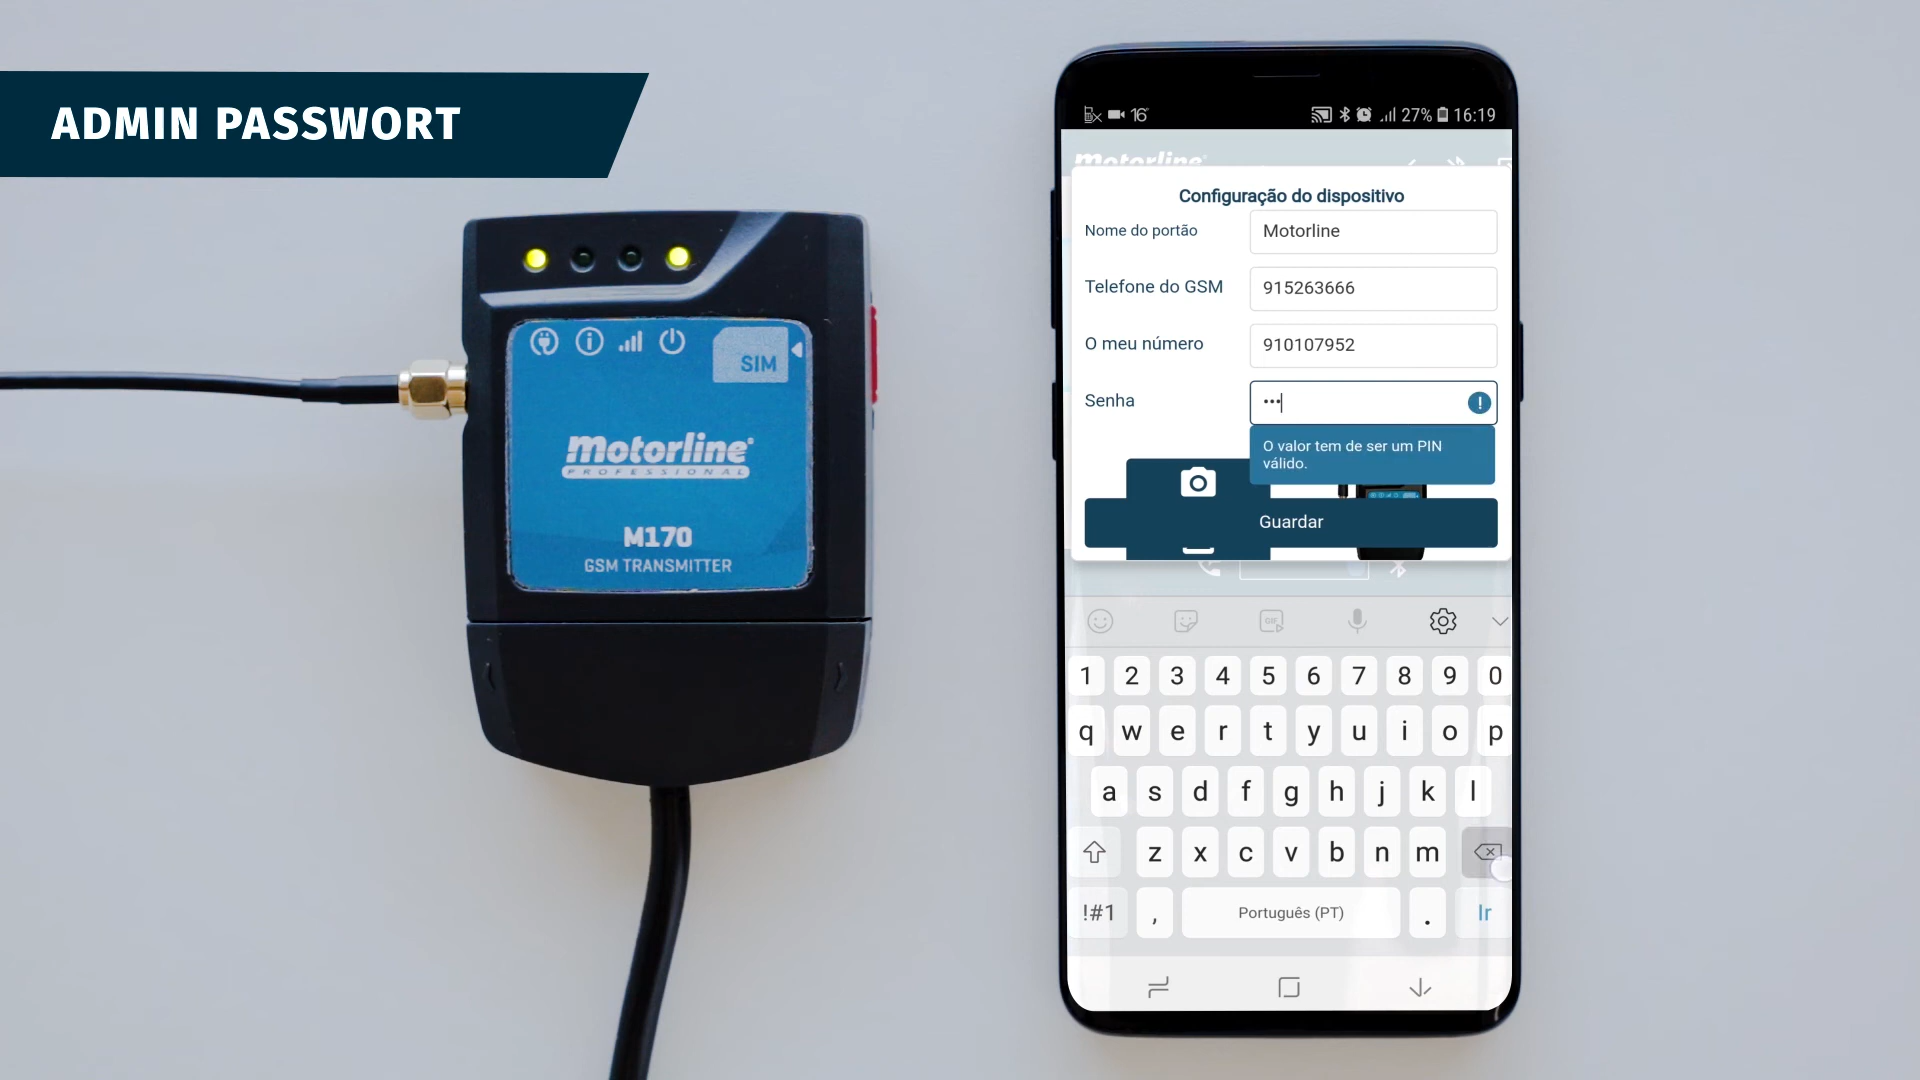 ADMIN PASSWORT
SIM
Motorline
PROFESSIONAL
M170
GSM TRANSMITTER
16°
27% 16:19
Motorline
Configuração do dispositivo
Nome do portão Motorline
Telefone do GSM 915263666
O meu número 910107952
Senha •••
O valor tem de ser um PIN
válido.
Guardar
GIF
1 2 3 4 5 6 7 8 9 0
q w e r t y u i o p
a s d f g h j k l
z x c v b n m
!#1 , Português (PT) . Ir